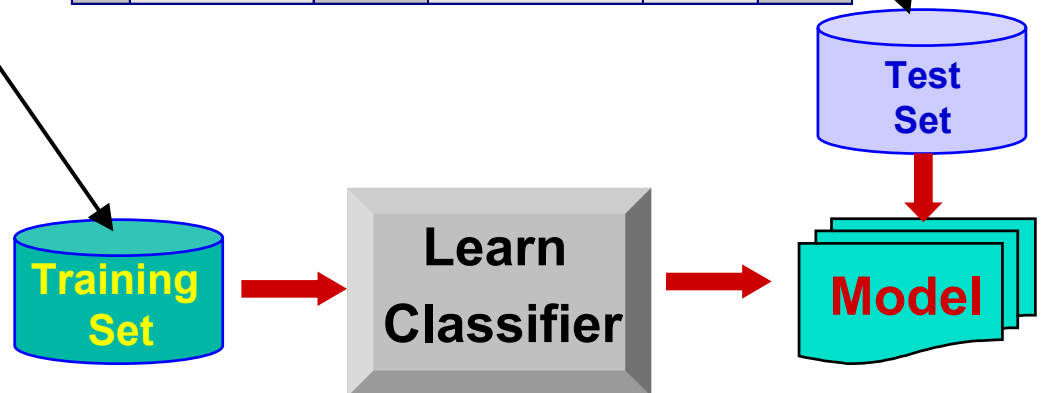 Test
Set
Training
Set
Learn
Classifier
Model